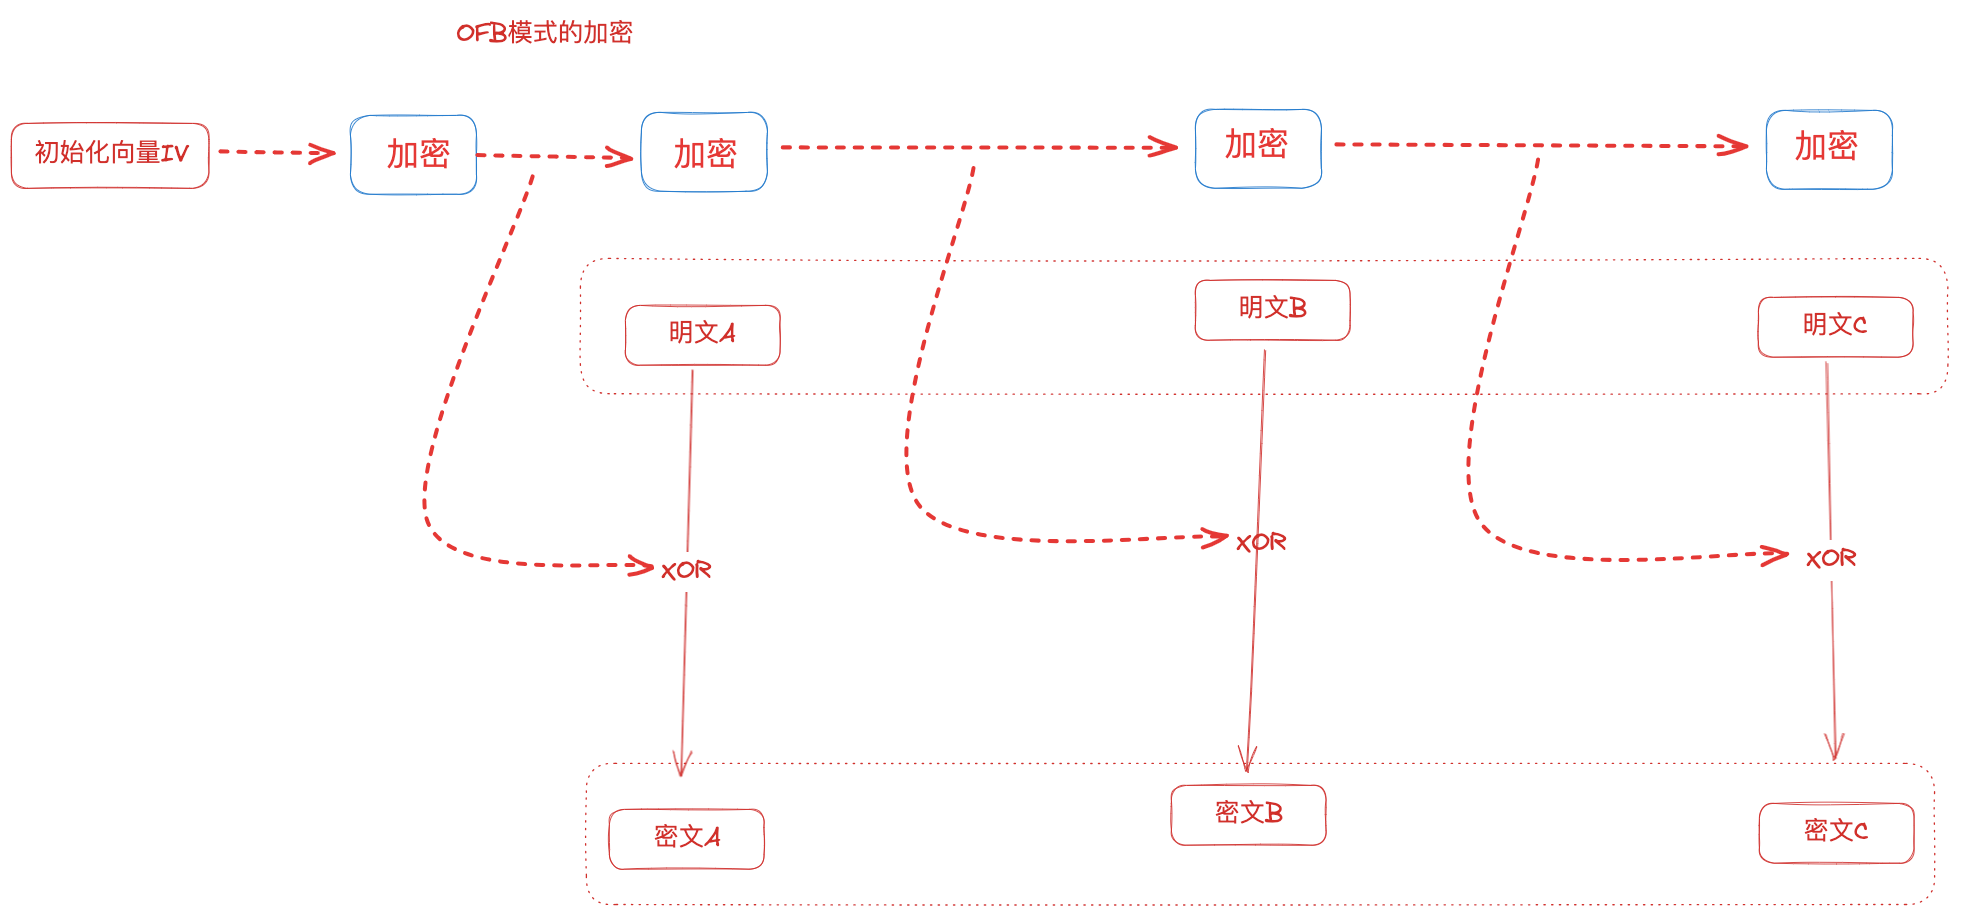 OFB模式的加密
初始化向量IV
加密
加密
加密
加密
明文A
明文B
明文C
XOR
XOR
XOR
密文A
密文B
密文C